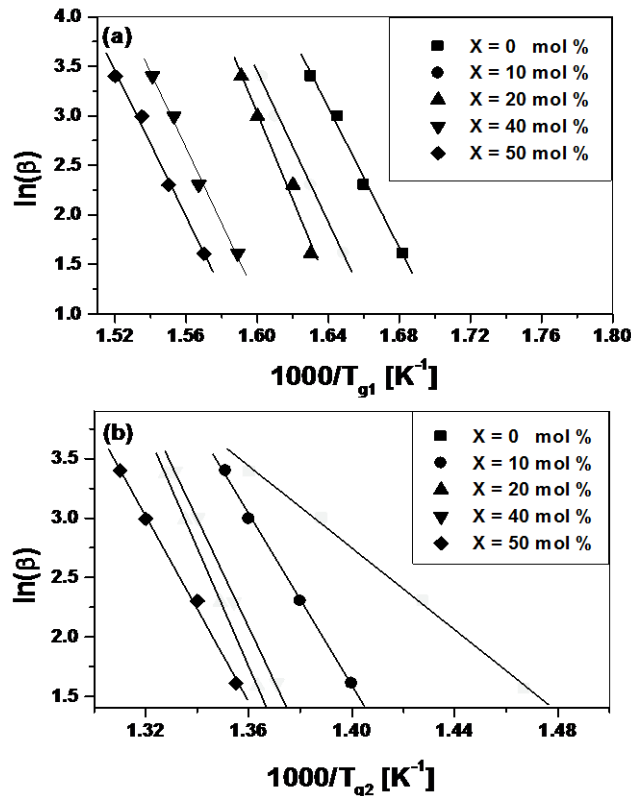 (a)
X = 0 mol %
X = 10 mol %
X = 20 mol %
X = 40 mol %
X = 50 mol %
4.0
3.5
3.0
2.5
2.0
1.5
1.0
ln(β)
1.52 1.56 1.60 1.64 1.68 1.72 1.76 1.80
1000/Tg1 [K⁻¹]
(b)
X = 0 mol %
X = 10 mol %
X = 20 mol %
X = 40 mol %
X = 50 mol %
3.5
3.0
2.5
2.0
1.5
ln(β)
1.32 1.36 1.40 1.44 1.48
1000/Tg2 [K⁻¹]